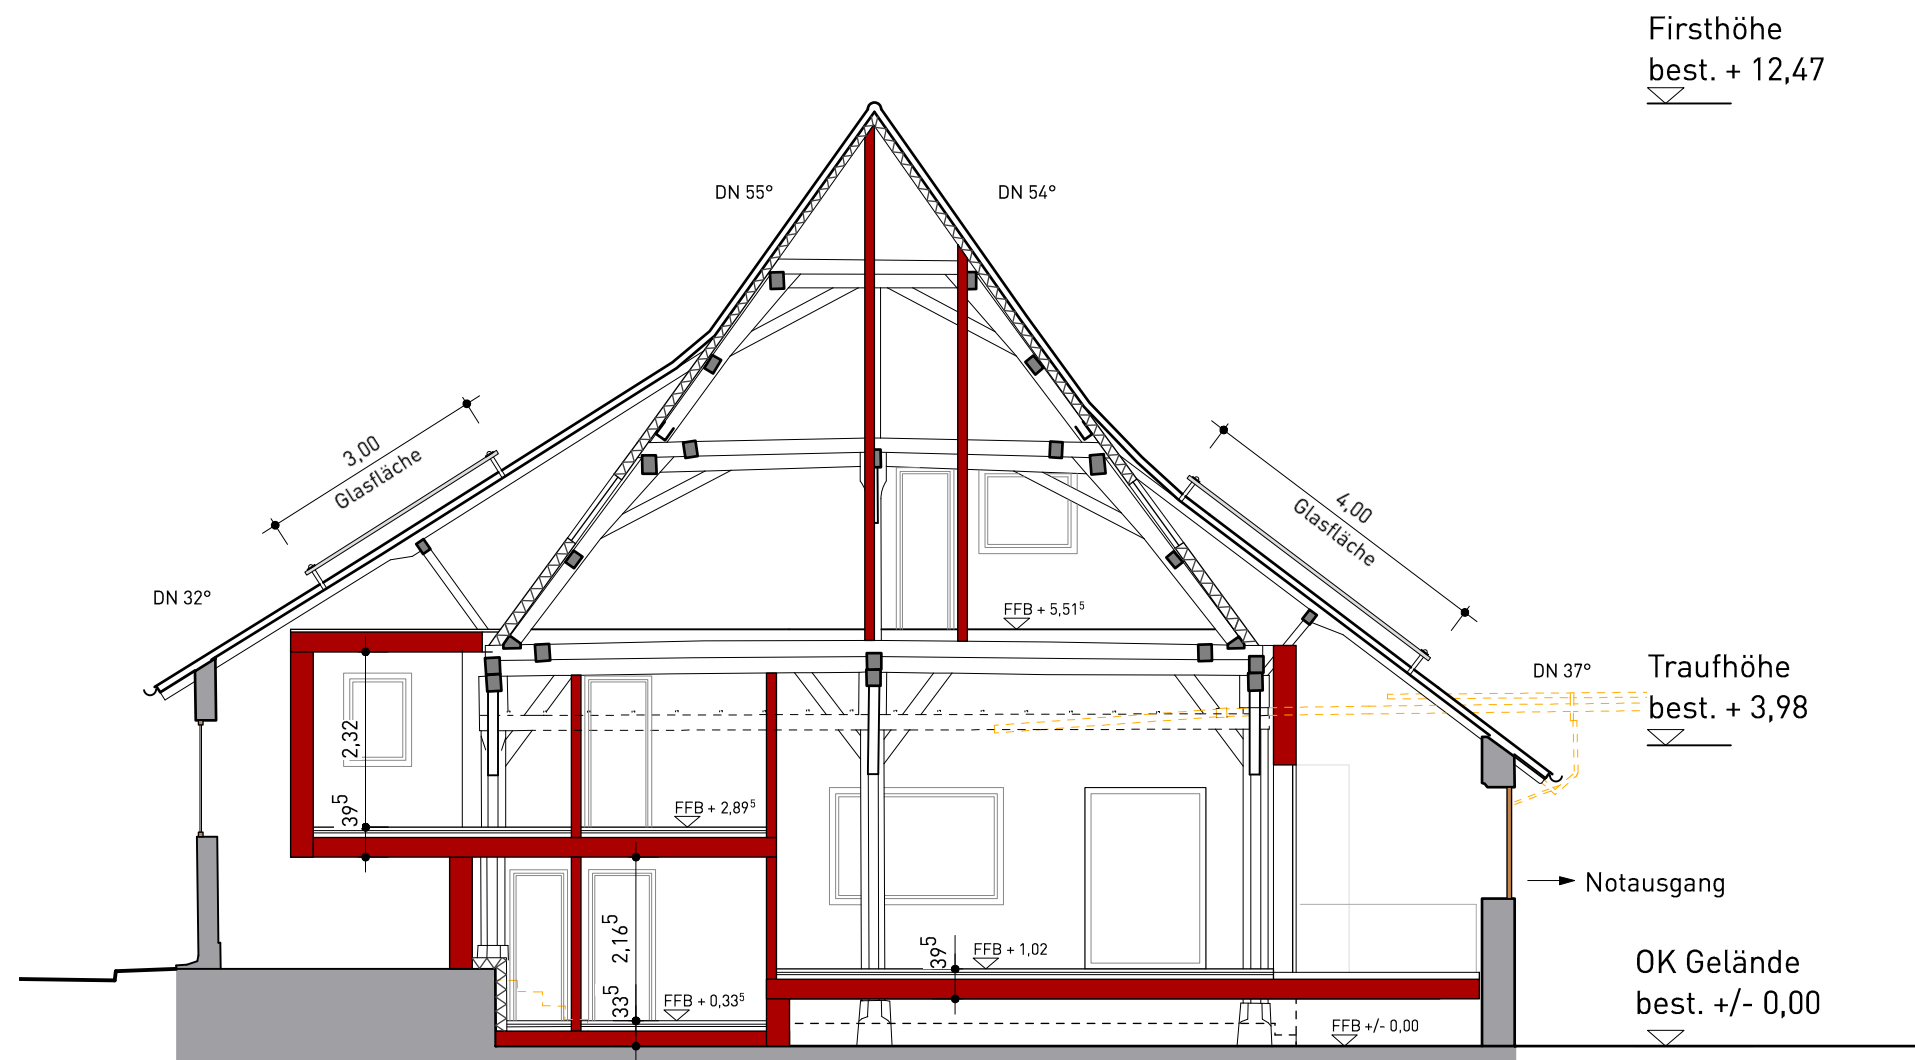 Firsthöhe
best. + 12,47
DN 55°
DN 54°
3,00
Glasfläche
4,00
Glasfläche
DN 32°
FFB + 5,51⁵
DN 37°
Traufhöhe
best. + 3,98
2,32
39⁵
FFB + 2,89⁵
Notausgang
2,16⁵
39⁵
FFB + 1,02
33⁵
FFB + 0,33⁵
FFB +/- 0,00
OK Gelände
best. +/- 0,00